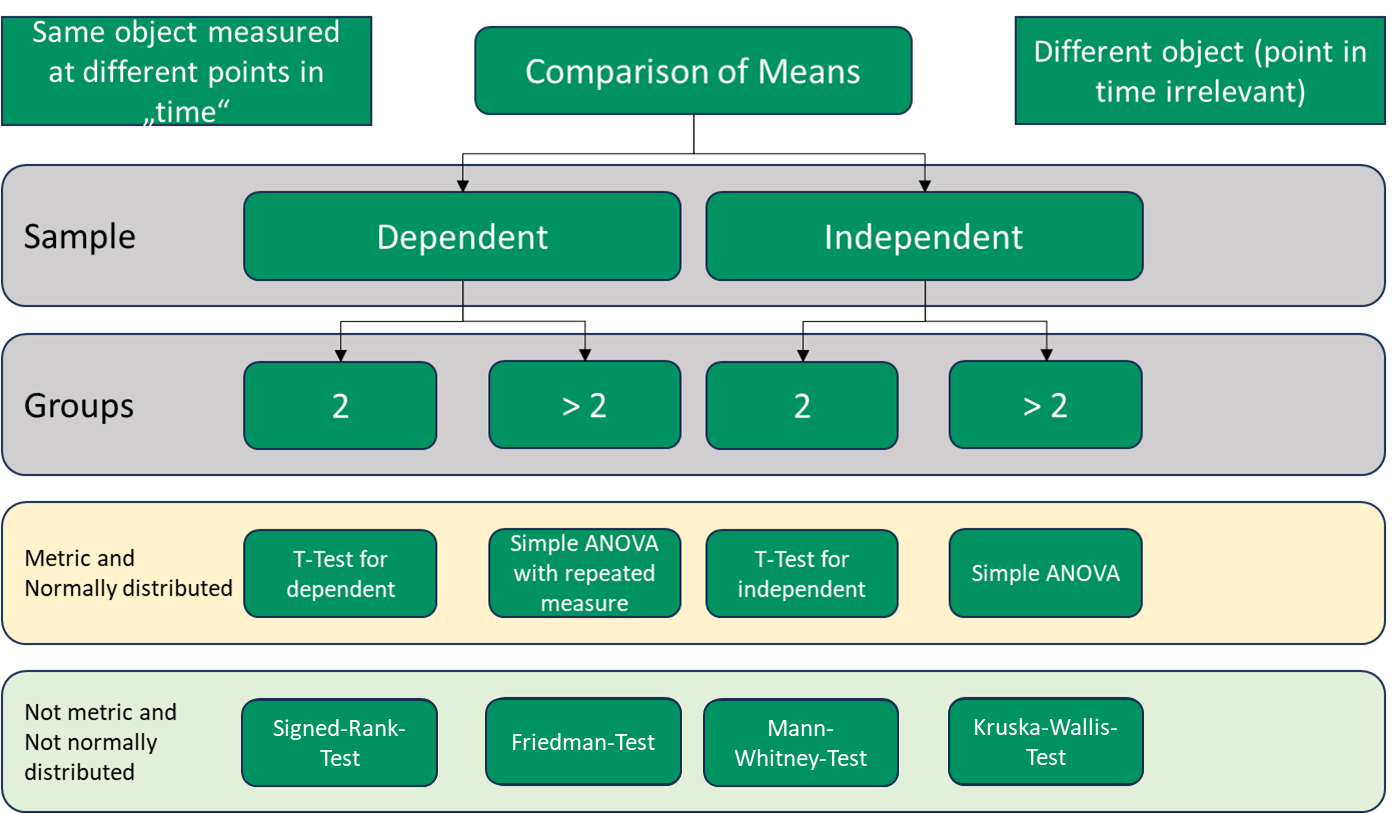 Same object measured
at different points in
„time“
Comparison of Means
Different object (point in
time irrelevant)
Sample
Dependent
Independent
Groups
2
> 2
2
> 2
Metric and
Normally distributed
T-Test for
dependent
Simple ANOVA
with repeated
measure
T-Test for
independent
Simple ANOVA
Not metric and
Not normally
distributed
Signed-Rank-
Test
Friedman-Test
Mann-
Whitney-Test
Kruska-Wallis-
Test